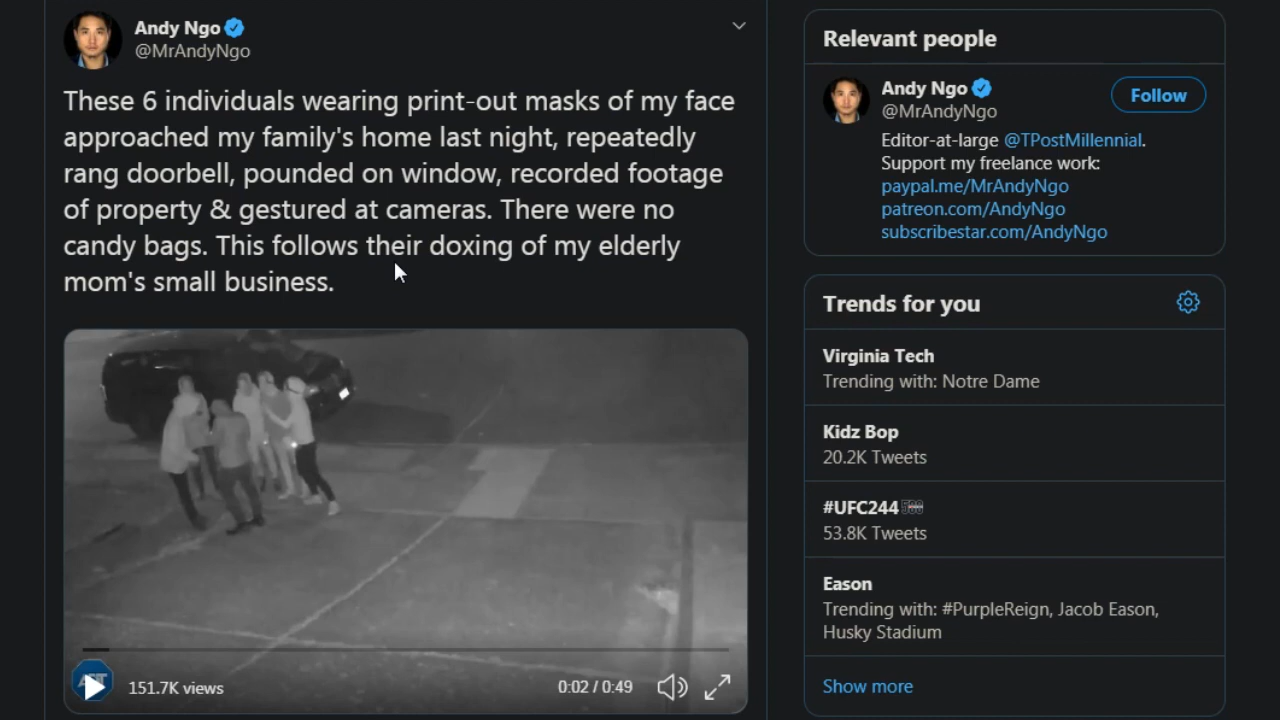 Andy Ngo
@MrAndyNgo
These 6 individuals wearing print-out masks of my face
approached my family's home last night, repeatedly
rang doorbell, pounded on window, recorded footage
of property & gestured at cameras. There were no
candy bags. This follows their doxing of my elderly
mom's small business.
151.7K views
0:02 / 0:49
Relevant people
Andy Ngo
@MrAndyNgo
Follow
Editor-at-large @TPostMillennial.
Support my freelance work:
paypal.me/MrAndyNgo
patreon.com/AndyNgo
subscribestar.com/AndyNgo
Trends for you
Virginia Tech
Trending with: Notre Dame
Kidz Bop
20.2K Tweets
#UFC244
53.8K Tweets
Eason
Trending with: #PurpleReign, Jacob Eason,
Husky Stadium
Show more